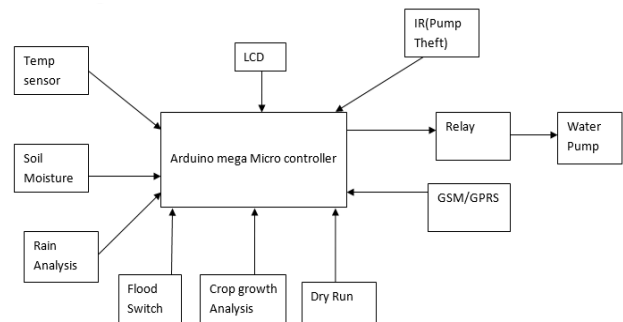 IR(Pump
Theft)
Temp
sensor
LCD
Arduino mega Micro controller
Relay
Water
Pump
Soil
Moisture
GSM/GPRS
Rain
Analysis
Flood
Switch
Crop growth
Analysis
Dry Run